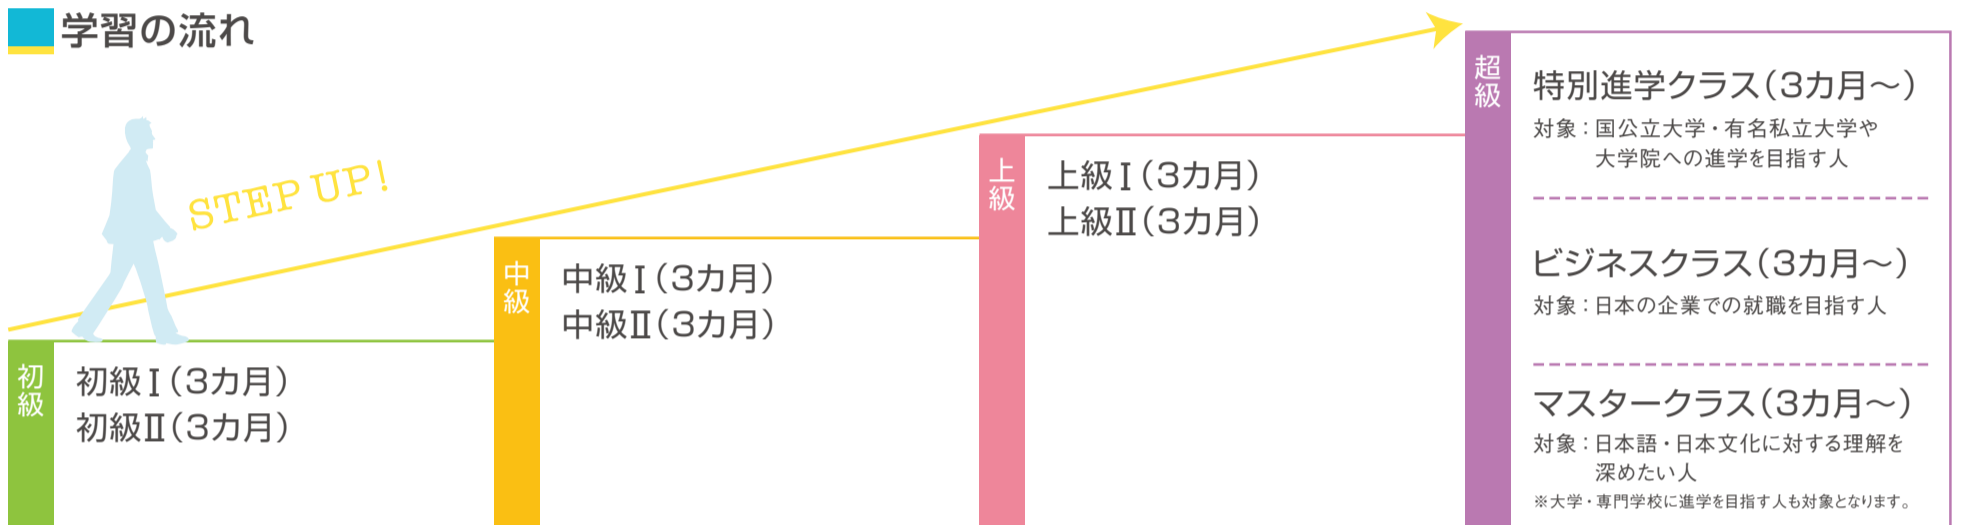 学習の流れ
STEP UP!
初級
初級Ⅰ(3カ月)
初級Ⅱ(3カ月)
中級
中級Ⅰ(3カ月)
中級Ⅱ(3カ月)
上級
上級Ⅰ(3カ月)
上級Ⅱ(3カ月)
超級
特別進学クラス(3カ月～)
対象：国公立大学・有名私立大学や
大学院への進学を目指す人
ビジネスクラス(3カ月～)
対象：日本の企業での就職を目指す人
マスタークラス(3カ月～)
対象：日本語・日本文化に対する理解を
深めたい人
※大学・専門学校に進学を目指す人も対象となります。